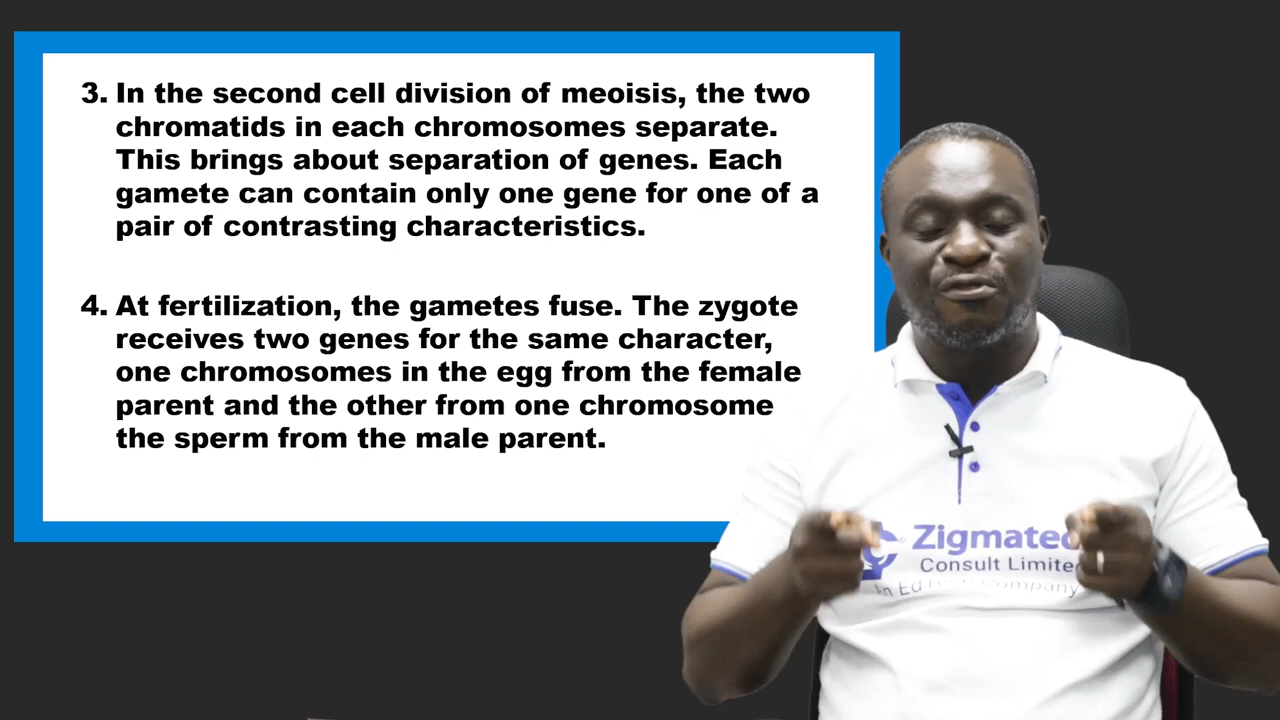 3. In the second cell division of meoisis, the two
chromatids in each chromosomes separate.
This brings about separation of genes. Each
gamete can contain only one gene for one of a
pair of contrasting characteristics.
4. At fertilization, the gametes fuse. The zygote
receives two genes for the same character,
one chromosomes in the egg from the female
parent and the other from one chromosome
the sperm from the male parent.
Consult
Company